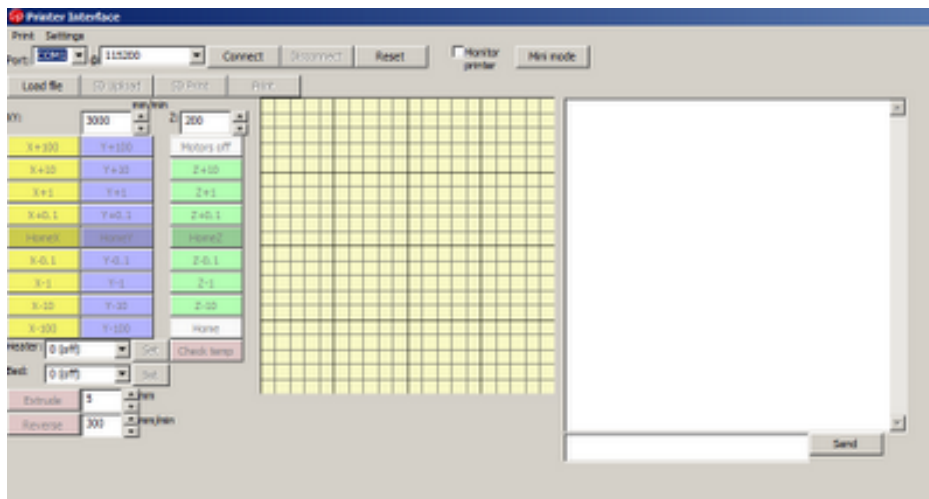 Printer Interface
Print Settings
Port: COM1 @ 115200 Connect Disconnect Reset Monitor printer Mini mode
Load file SD Upload SD Print Print
mm/min
XY: 3000 Z: 200
X+100 Y+100 Motors off
X+10 Y+10 Z+10
X+1 Y+1 Z+1
X+0.1 Y+0.1 Z+0.1
HomeX HomeY HomeZ
X-0.1 Y-0.1 Z-0.1
X-1 Y-1 Z-1
X-10 Y-10 Z-10
X-100 Y-100 Home
Heater: 0 (off) Set Check temp
Bed: 0 (off) Set
Extrude 5 mm
Reverse 300 mm/min
Send